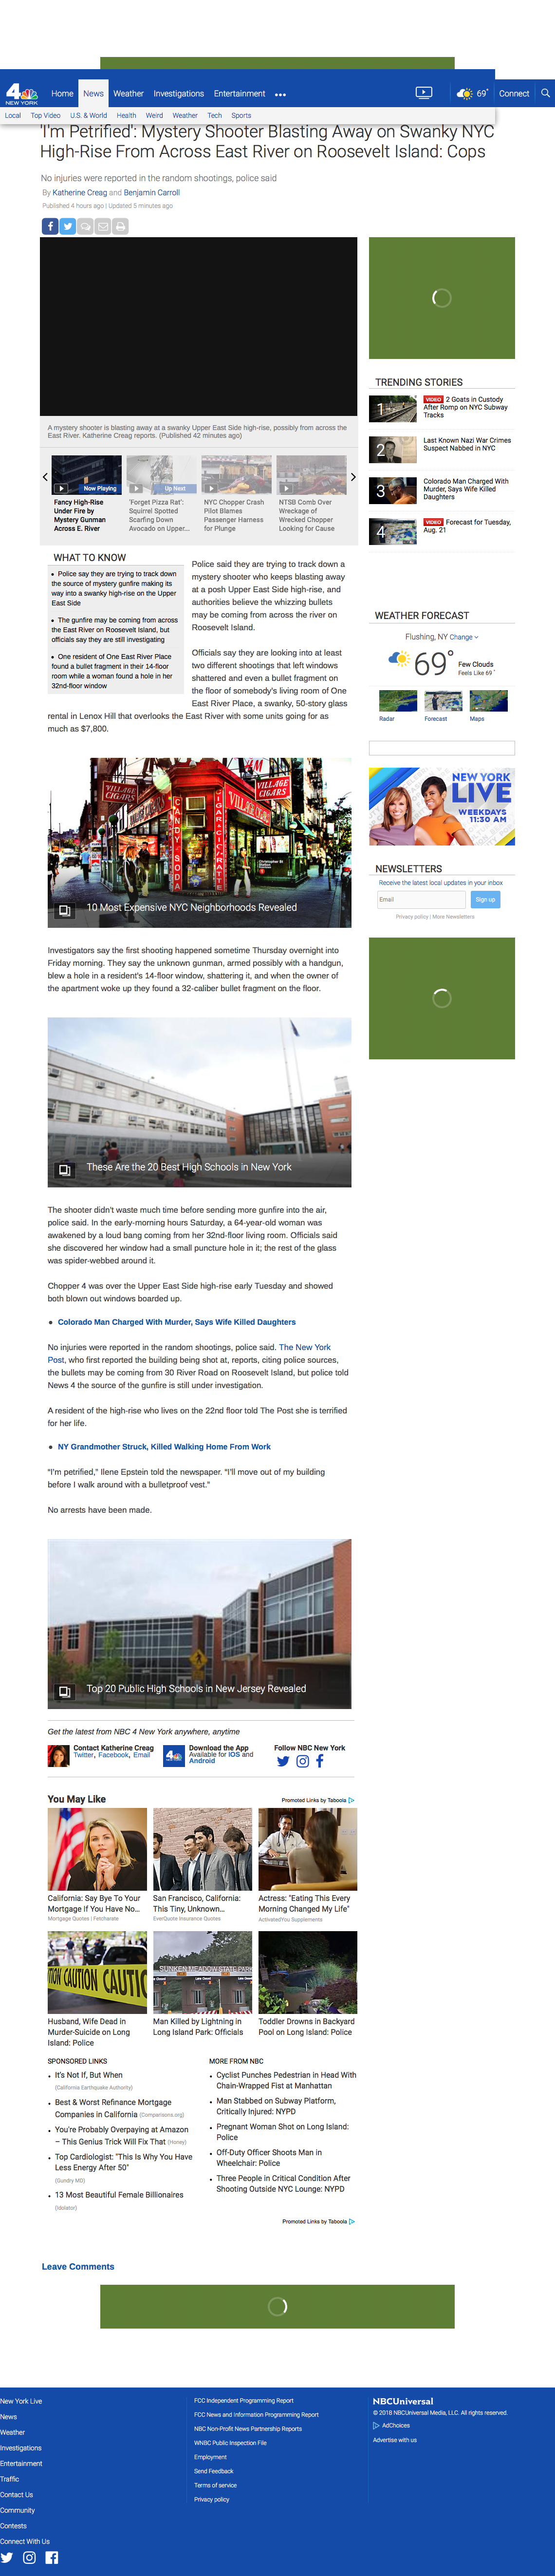 4
NEW YORK
Home
News
Weather
Investigations
Entertainment
•••
69°
Connect
Local
Top Video
U.S. & World
Health
Weird
Weather
Tech
Sports
'I'm Petrified': Mystery Shooter Blasting Away on Swanky NYC
High-Rise From Across East River on Roosevelt Island: Cops
No injuries were reported in the random shootings, police said
By Katherine Creag and Benjamin Carroll
Published 4 hours ago | Updated 5 minutes ago
A mystery shooter is blasting away at a swanky Upper East Side high-rise, possibly from across the
East River. Katherine Creag reports. (Published 42 minutes ago)
Now Playing
Up Next
Fancy High-Rise
Under Fire by
Mystery Gunman
Across E. River
'Forget Pizza Rat':
Squirrel Spotted
Scarfing Down
Avocado on Upper...
NYC Chopper Crash
Pilot Blames
Passenger Harness
for Plunge
NTSB Comb Over
Wreckage of
Wrecked Chopper
Looking for Cause
WHAT TO KNOW
• Police say they are trying to track down
the source of mystery gunfire making its
way into a swanky high-rise on the Upper
East Side
• The gunfire may be coming from across
the East River on Roosevelt Island, but
officials say they are still investigating
• One resident of One East River Place
found a bullet fragment in their 14-floor
room while a woman found a hole in her
32nd-floor window
Police said they are trying to track down a
mystery shooter who keeps blasting away
at a posh Upper East Side high-rise, and
authorities believe the whizzing bullets
may be coming from across the river on
Roosevelt Island.
Officials say they are looking into at least
two different shootings that left windows
shattered and even a bullet fragment on
the floor of somebody's living room of One
East River Place, a swanky, 50-story glass
rental in Lenox Hill that overlooks the East River with some units going for as
much as $7,800.
VILLAGE CIGARS
VILLAGE CIGARS
CANDY SODA
10 Most Expensive NYC Neighborhoods Revealed
Investigators say the first shooting happened sometime Thursday overnight into
Friday morning. They say the unknown gunman, armed possibly with a handgun,
blew a hole in a resident's 14-floor window, shattering it, and when the owner of
the apartment woke up they found a 32-caliber bullet fragment on the floor.
These Are the 20 Best High Schools in New York
The shooter didn't waste much time before sending more gunfire into the air,
police said. In the early-morning hours Saturday, a 64-year-old woman was
awakened by a loud bang coming from her 32nd-floor living room. Officials said
she discovered her window had a small puncture hole in it; the rest of the glass
was spider-webbed around it.
Chopper 4 was over the Upper East Side high-rise early Tuesday and showed
both blown out windows boarded up.
• Colorado Man Charged With Murder, Says Wife Killed Daughters
No injuries were reported in the random shootings, police said. The New York
Post, who first reported the building being shot at, reports, citing police sources,
the bullets may be coming from 30 River Road on Roosevelt Island, but police told
News 4 the source of the gunfire is still under investigation.
A resident of the high-rise who lives on the 22nd floor told The Post she is terrified
for her life.
• NY Grandmother Struck, Killed Walking Home From Work
"I'm petrified," Ilene Epstein told the newspaper. "I'll move out of my building
before I walk around with a bulletproof vest."
No arrests have been made.
Top 20 Public High Schools in New Jersey Revealed
Get the latest from NBC 4 New York anywhere, anytime
Contact Katherine Creag
Twitter, Facebook, Email
4
Download the App
Available for IOS and
Android
Follow NBC New York
You May Like
Promoted Links by Taboola
California: Say Bye To Your
Mortgage If You Have No...
Mortgage Quotes | Fetcharate
San Francisco, California:
This Tiny, Unknown...
EverQuote Insurance Quotes
Actress: "Eating This Every
Morning Changed My Life"
ActivatedYou Supplements
CAUTION CAUTIC
Husband, Wife Dead in
Murder-Suicide on Long
Island: Police
SUNKEN MEADOW STATE PARK
Man Killed by Lightning in
Long Island Park: Officials
Toddler Drowns in Backyard
Pool on Long Island: Police
SPONSORED LINKS
• It's Not If, But When
(California Earthquake Authority)
• Best & Worst Refinance Mortgage
Companies in California (Comparisons.org)
• You're Probably Overpaying at Amazon
– This Genius Trick Will Fix That (Honey)
• Top Cardiologist: "This Is Why You Have
Less Energy After 50"
(Gundry MD)
• 13 Most Beautiful Female Billionaires
(Idolator)
MORE FROM NBC
• Cyclist Punches Pedestrian in Head With
Chain-Wrapped Fist at Manhattan
• Man Stabbed on Subway Platform,
Critically Injured: NYPD
• Pregnant Woman Shot on Long Island:
Police
• Off-Duty Officer Shoots Man in
Wheelchair: Police
• Three People in Critical Condition After
Shooting Outside NYC Lounge: NYPD
Promoted Links by Taboola
Leave Comments
TRENDING STORIES
1
VIDEO 2 Goats in Custody
After Romp on NYC Subway
Tracks
2
Last Known Nazi War Crimes
Suspect Nabbed in NYC
3
Colorado Man Charged With
Murder, Says Wife Killed
Daughters
4
VIDEO Forecast for Tuesday,
Aug. 21
WEATHER FORECAST
Flushing, NY Change
69°
Few Clouds
Feels Like 69°
Radar
Forecast
Maps
NEW YORK
LIVE
WEEKDAYS
11:30 AM
NEWSLETTERS
Receive the latest local updates in your inbox
Email
Sign up
Privacy policy | More Newsletters
New York Live
News
Weather
Investigations
Entertainment
Traffic
Contact Us
Community
Contests
Connect With Us
FCC Independent Programming Report
FCC News and Information Programming Report
NBC Non-Profit News Partnership Reports
WNBC Public Inspection File
Employment
Send Feedback
Terms of service
Privacy policy
NBCUniversal
© 2018 NBCUniversal Media, LLC. All rights reserved.
AdChoices
Advertise with us